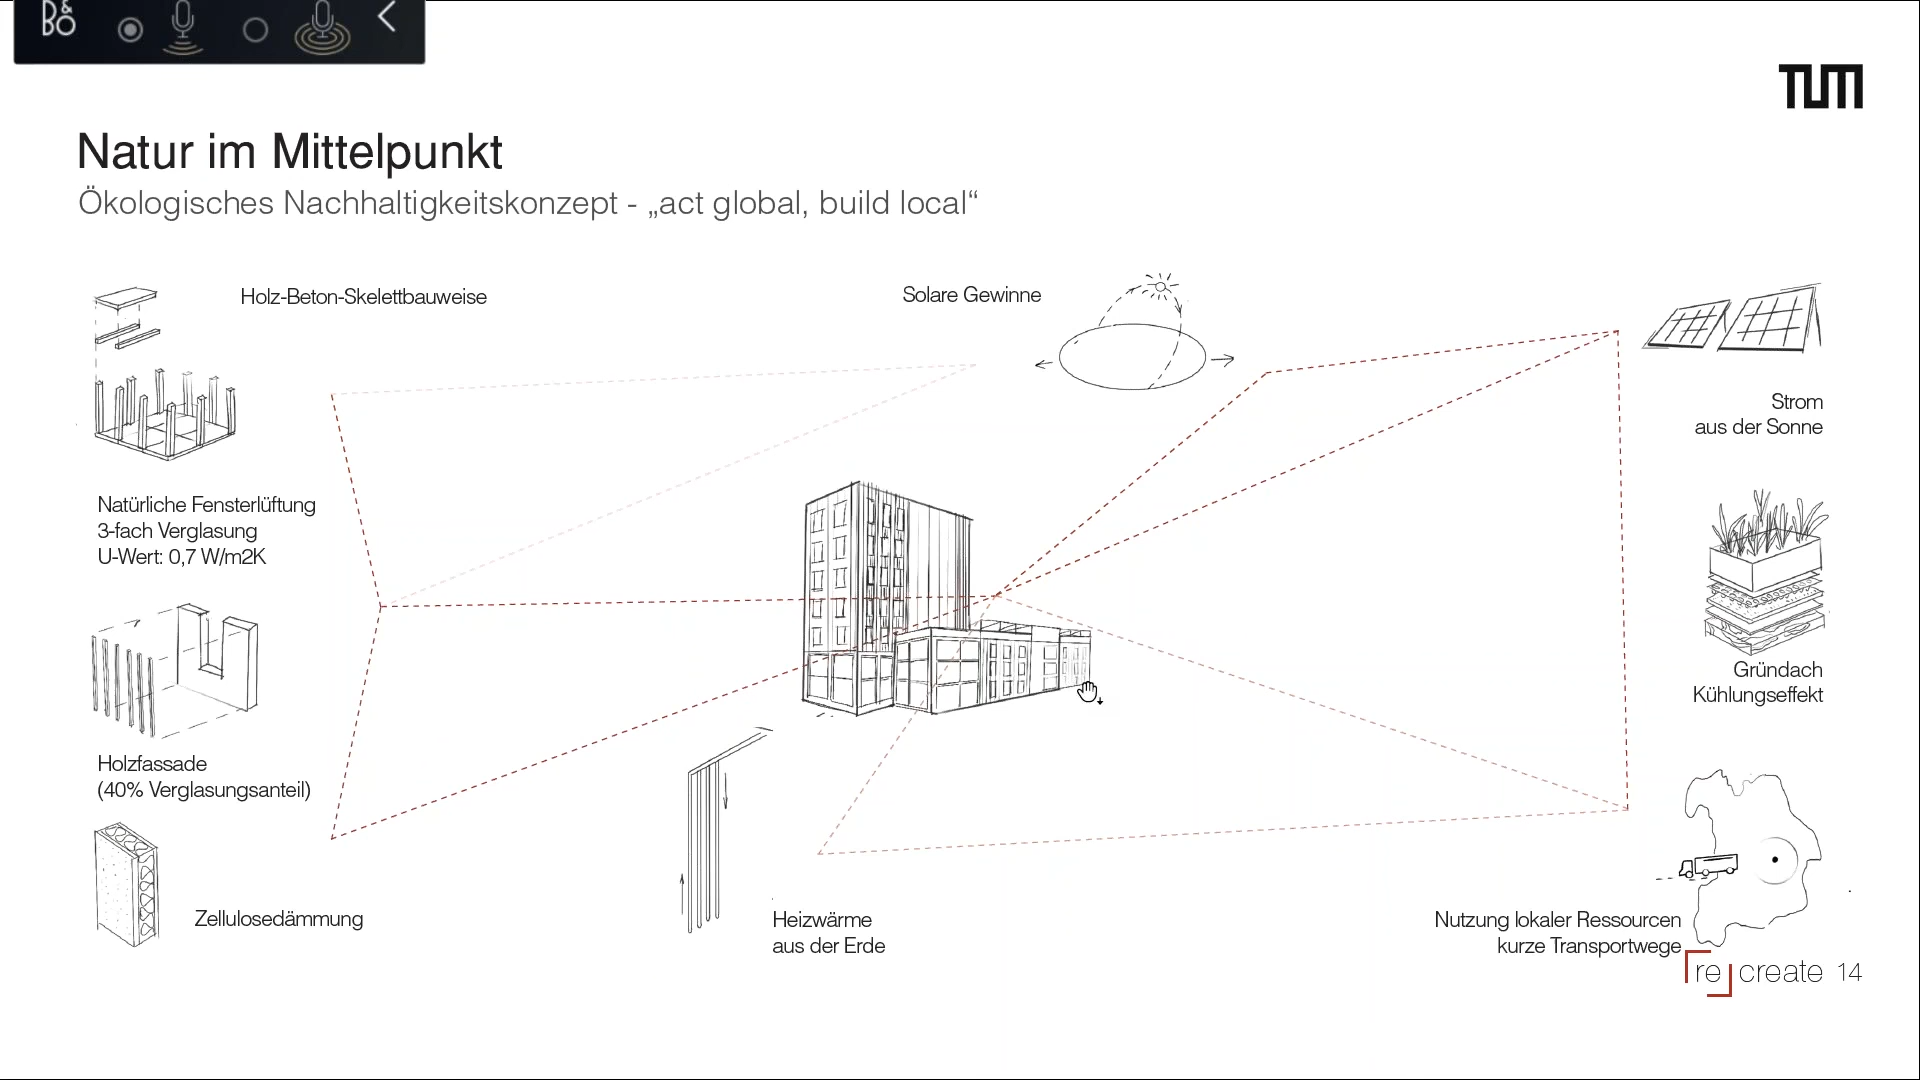 B&O
TUM
Natur im Mittelpunkt
Ökologisches Nachhaltigkeitskonzept - „act global, build local“
Holz-Beton-Skelettbauweise
Solare Gewinne
Strom
aus der Sonne
Natürliche Fensterlüftung
3-fach Verglasung
U-Wert: 0,7 W/m2K
Gründach
Kühlungseffekt
Holzfassade
(40% Verglasungsanteil)
Zellulosedämmung
Heizwärme
aus der Erde
Nutzung lokaler Ressourcen
kurze Transportwege
re create 14